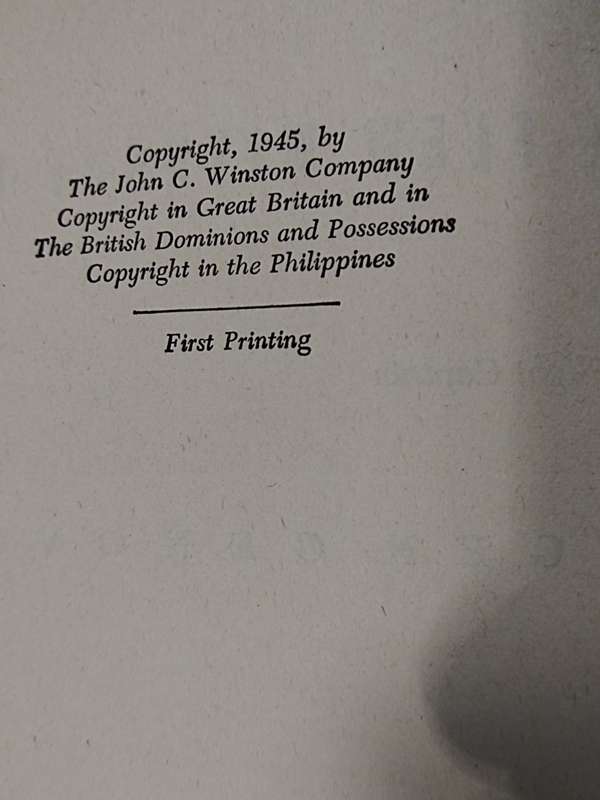 Copyright, 1945, by
The John C. Winston Company
Copyright in Great Britain and in
The British Dominions and Possessions
Copyright in the Philippines
First Printing